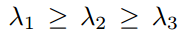 λ₁ ≥ λ₂ ≥ λ₃